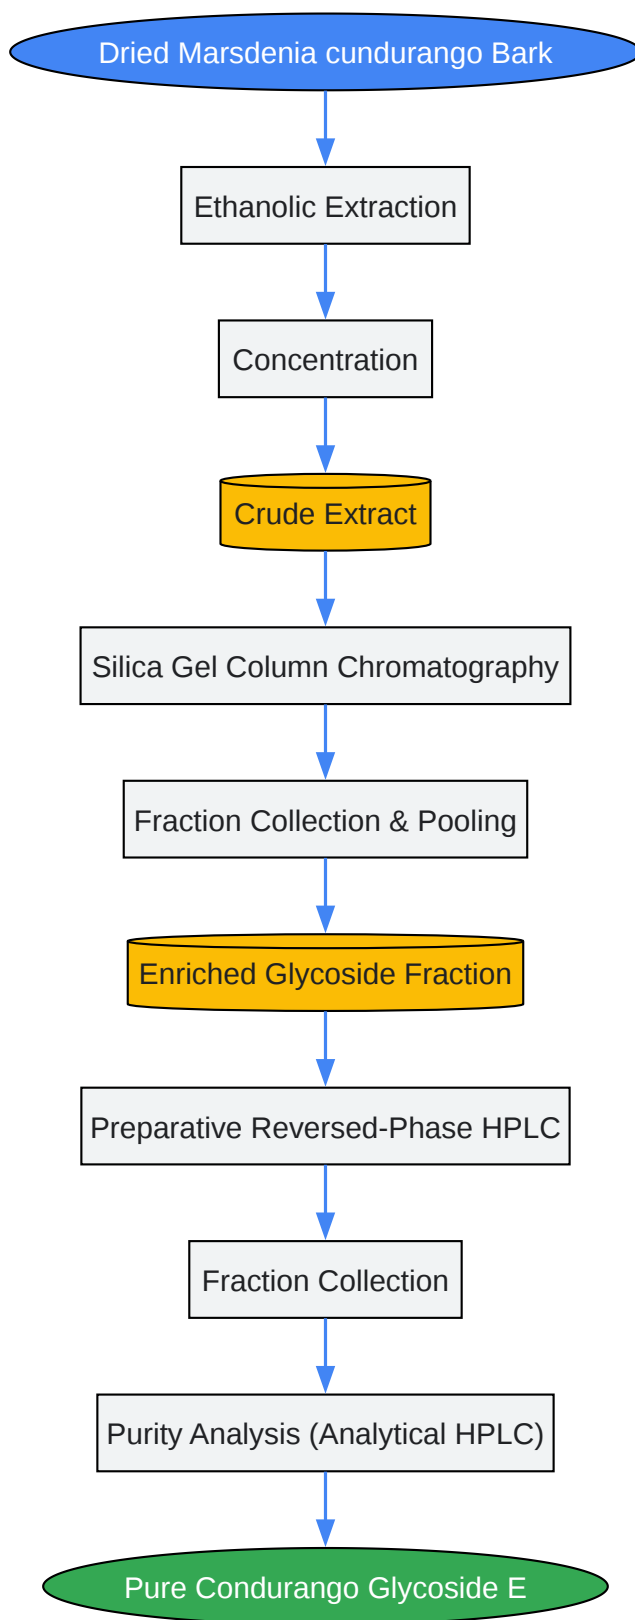 Dried Marsdenia cundurango Bark
Ethanolic Extraction
Concentration
Crude Extract
Silica Gel Column Chromatography
Fraction Collection & Pooling
Enriched Glycoside Fraction
Preparative Reversed-Phase HPLC
Fraction Collection
Purity Analysis (Analytical HPLC)
Pure Condurango Glycoside E